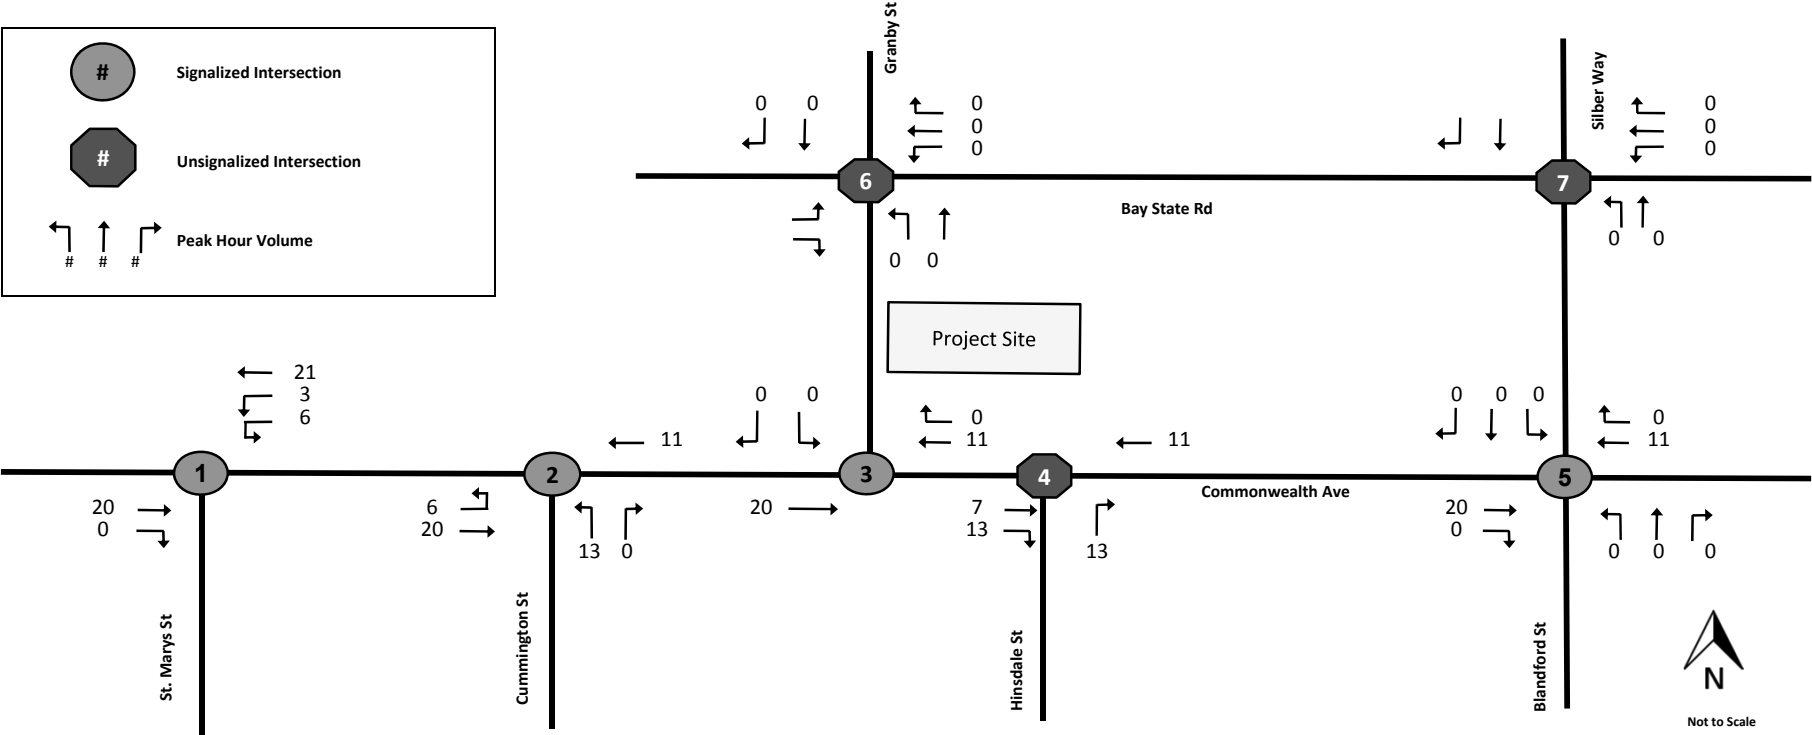 #
Signalized Intersection
#
Unsignalized Intersection
Peak Hour Volume
# # #
Granby St
0 0
0
0
0
6
0 0
Bay State Rd
Silber Way
0
0
0
7
0 0
Project Site
21
3
6
1
20
0
St. Marys St
11
2
6
20
13 0
Cummington St
0 0
0
11
3
20
11
4
7
13
13
Hinsdale St
Commonwealth Ave
0 0 0
0
11
5
20
0
0 0 0
Blandford St
N
Not to Scale